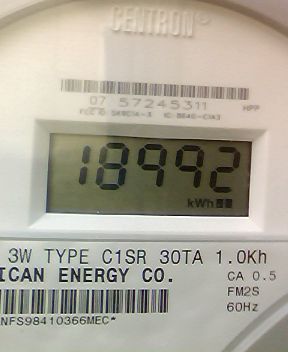 CENTRON®
07 57245311
HPP
18992
kWh
3W TYPE C1SR 30TA 1.0Kh
ICAN ENERGY CO.
CA 0.5
FM2S
60Hz
NFS98410366MEC*